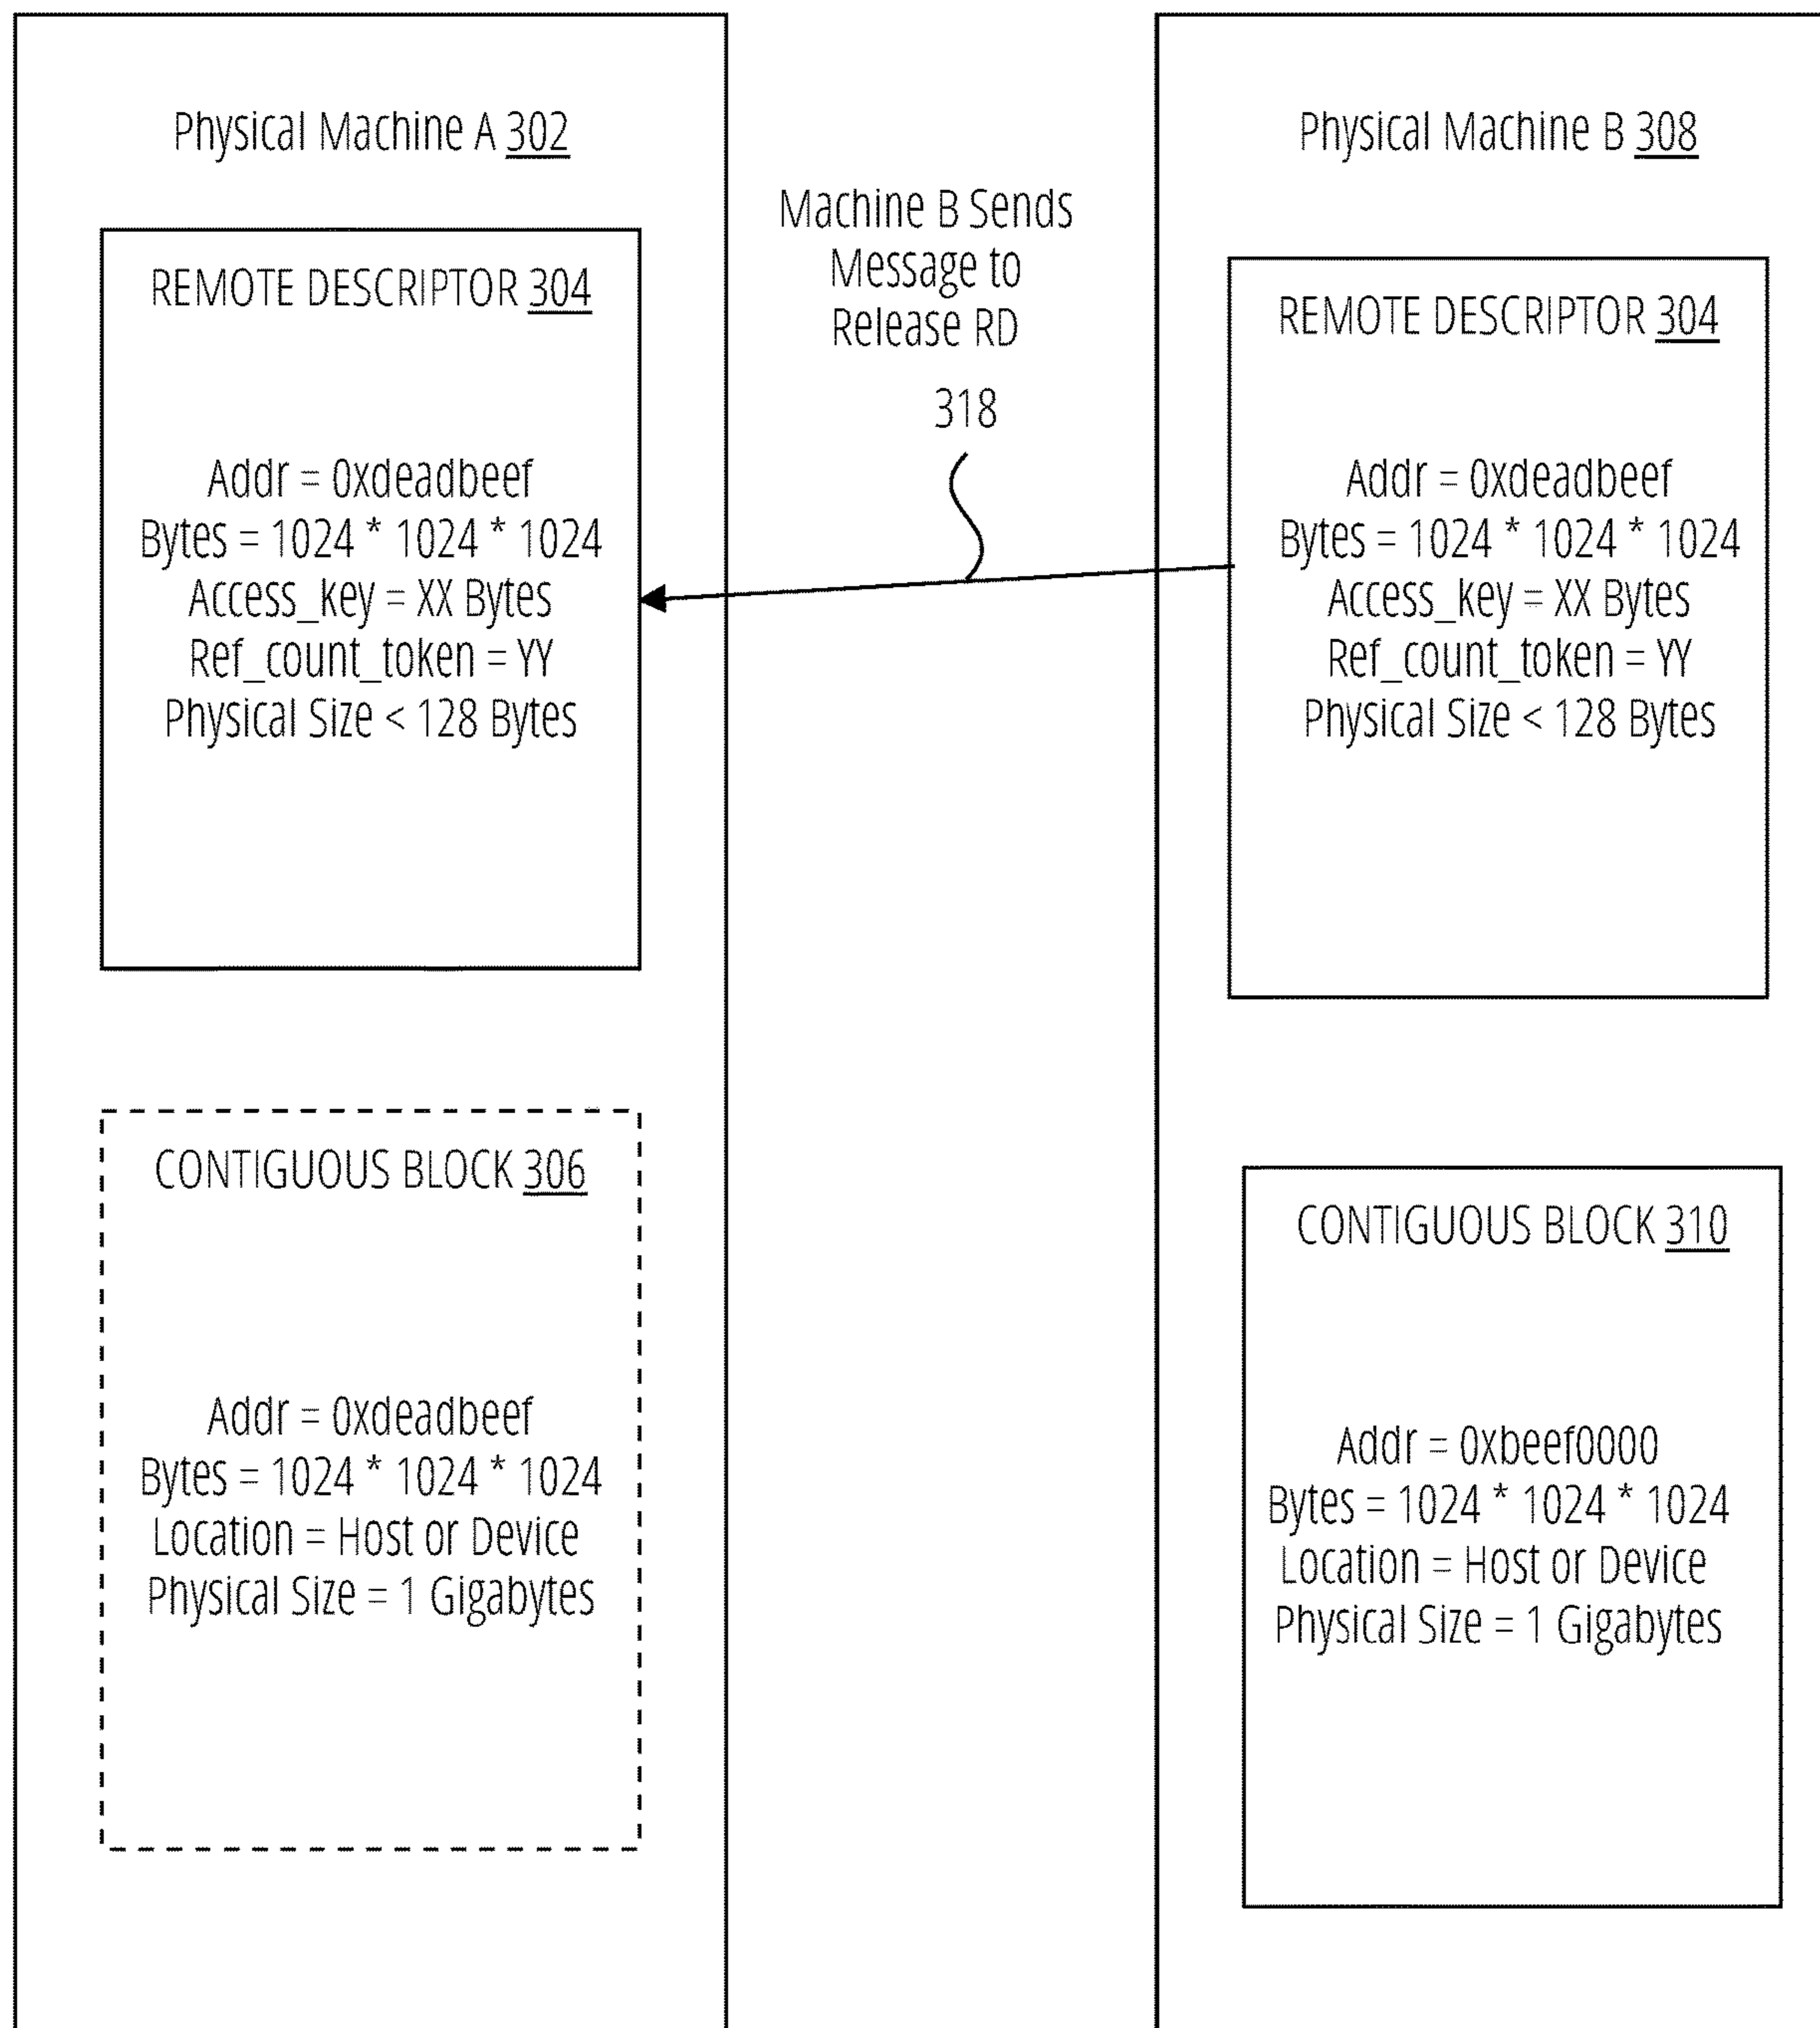 Physical Machine A 302
REMOTE DESCRIPTOR 304
Addr = 0xdeadbeef
Bytes = 1024 * 1024 * 1024
Access_key = XX Bytes
Ref_count_token = YY
Physical Size < 128 Bytes
CONTIGUOUS BLOCK 306
Addr = 0xdeadbeef
Bytes = 1024 * 1024 * 1024
Location = Host or Device
Physical Size = 1 Gigabytes
Machine B Sends
Message to
Release RD
318
Physical Machine B 308
REMOTE DESCRIPTOR 304
Addr = 0xdeadbeef
Bytes = 1024 * 1024 * 1024
Access_key = XX Bytes
Ref_count_token = YY
Physical Size < 128 Bytes
CONTIGUOUS BLOCK 310
Addr = 0xbeef0000
Bytes = 1024 * 1024 * 1024
Location = Host or Device
Physical Size = 1 Gigabytes